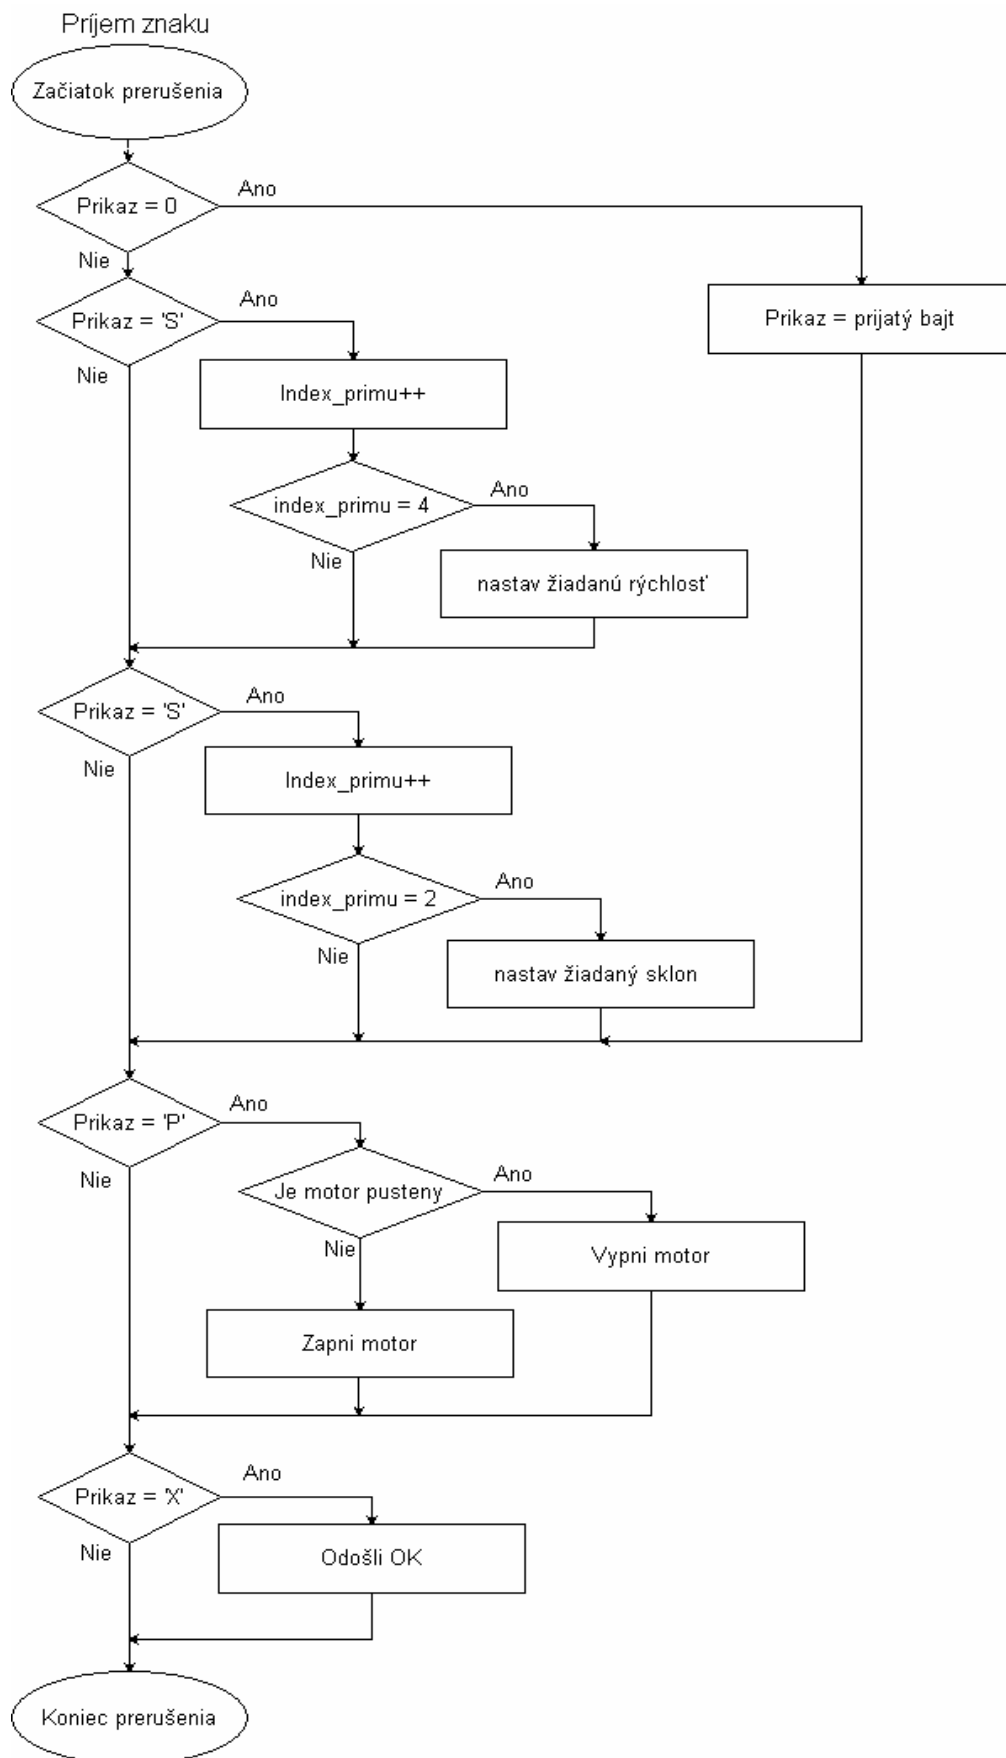 Príjem znaku
Začiatok prerušenia
Prikaz = 0
Ano
Nie
Prikaz = prijatý bajt
Prikaz = 'S'
Ano
Nie
Index_primu++
index_primu = 4
Ano
Nie
nastav žiadanú rýchlosť
Prikaz = 'S'
Ano
Nie
Index_primu++
index_primu = 2
Ano
Nie
nastav žiadaný sklon
Prikaz = 'P'
Ano
Nie
Je motor pusteny
Ano
Nie
Vypni motor
Zapni motor
Prikaz = 'X'
Ano
Nie
Odošli OK
Koniec prerušenia